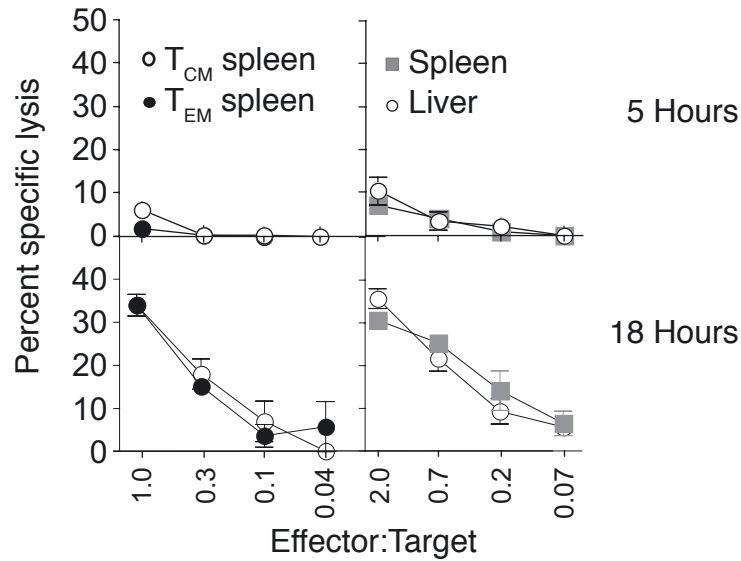 Percent specific lysis
50
40
30
20
10
0
40
30
20
10
0
TCM spleen
TEM spleen
Spleen
Liver
5 Hours
18 Hours
1.0 0.3 0.1 0.04 2.0 0.7 0.2 0.07
Effector:Target